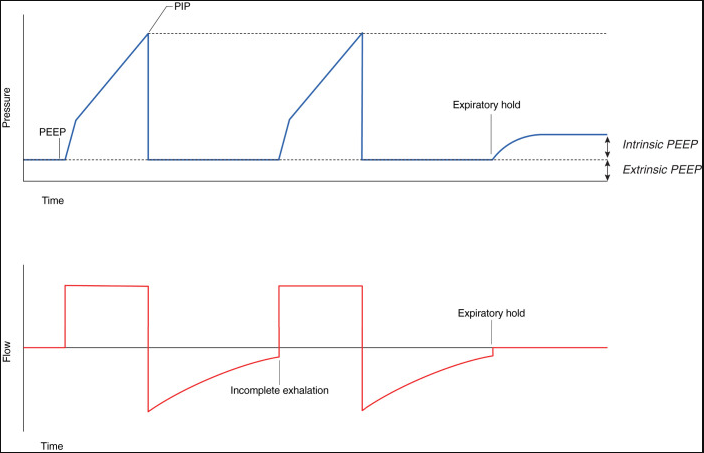 PIP
Pressure
PEEP
Expiratory hold
Intrinsic PEEP
Extrinsic PEEP
Time
Flow
Expiratory hold
Incomplete exhalation
Time